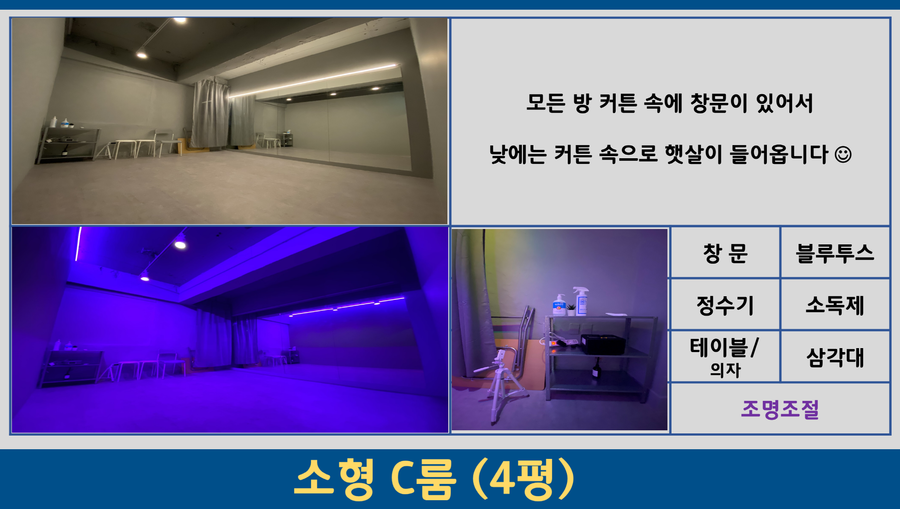 모든 방 커튼 속에 창문이 있어서
낮에는 커튼 속으로 햇살이 들어옵니다 ☺
창 문
블루투스
정수기
소독제
테이블/
의자
삼각대
조명조절
소형 C룸 (4평)